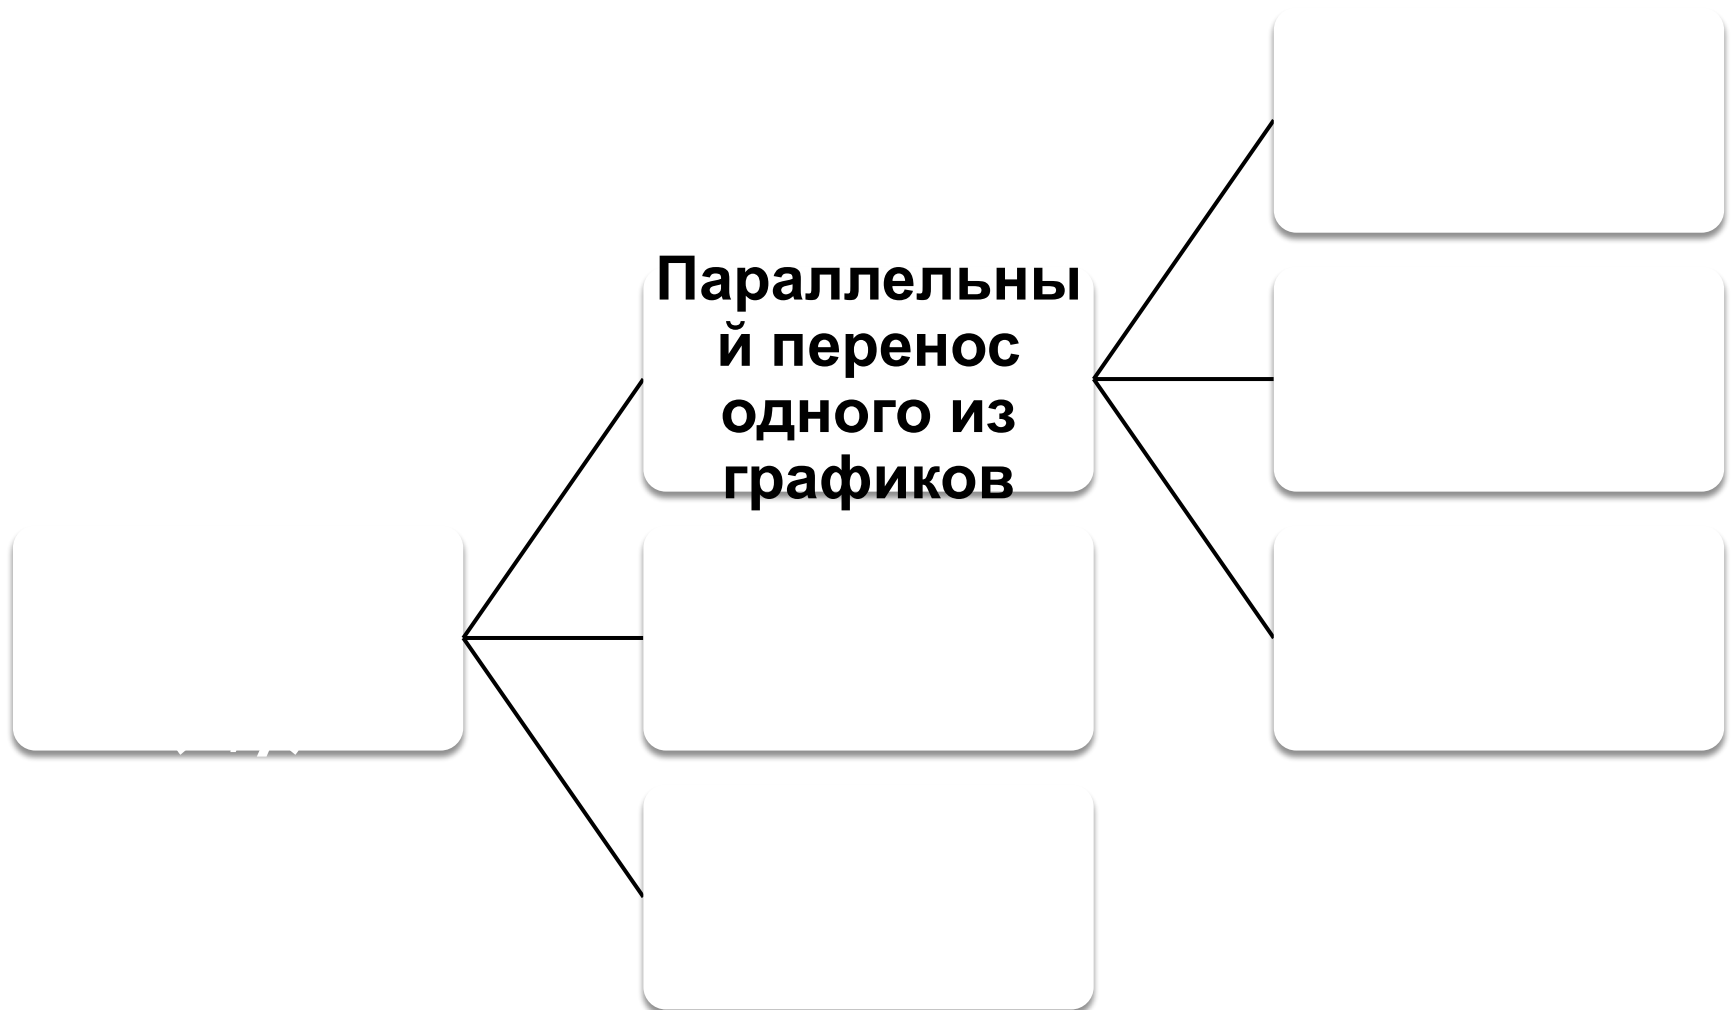 Параллельны
й перенос
одного из
графиков